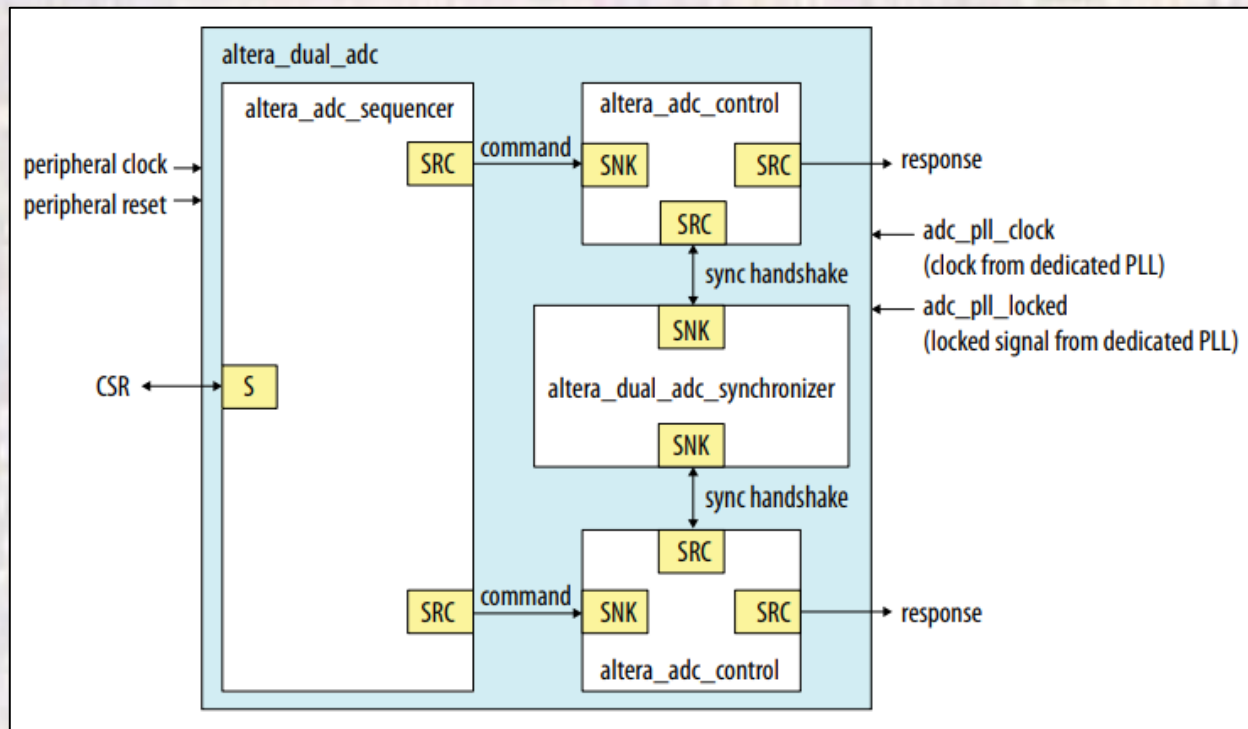 altera_dual_adc
altera_adc_sequencer
altera_adc_control
SRC
command
SNK
SRC
response
peripheral clock
peripheral reset
SRC
adc_pll_clock
(clock from dedicated PLL)
sync handshake
adc_pll_locked
(locked signal from dedicated PLL)
SNK
CSR
S
altera_dual_adc_synchronizer
SNK
sync handshake
SRC
SRC
command
SNK
SRC
response
altera_adc_control